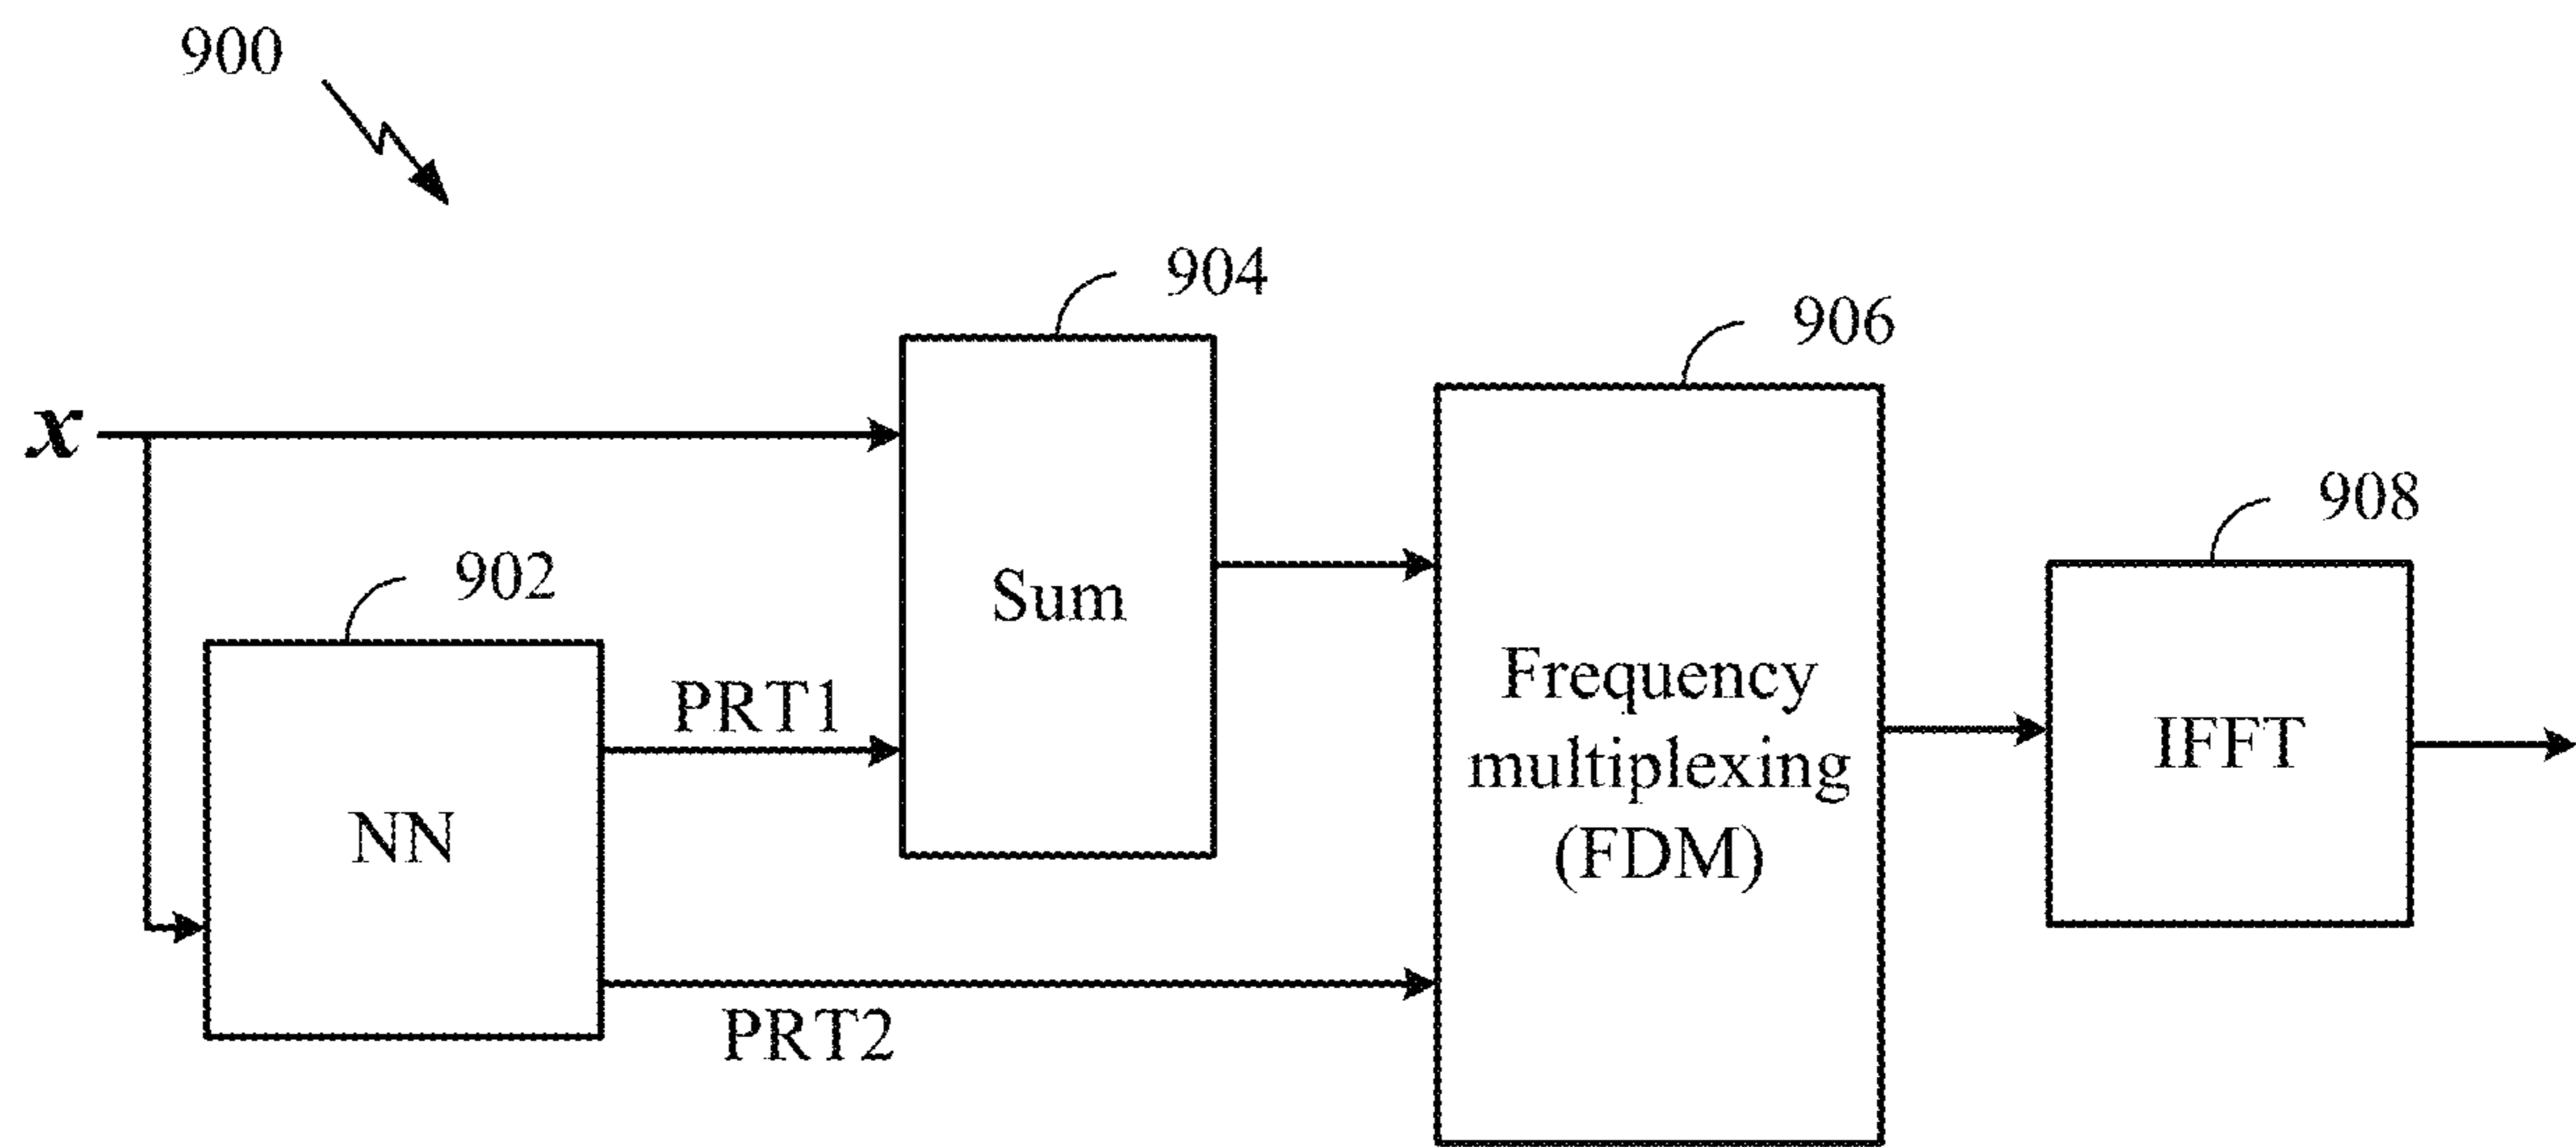 900
904
906
x
908
902
Sum
PRT1
Frequency
multiplexing
(FDM)
IFFT
NN
PRT2